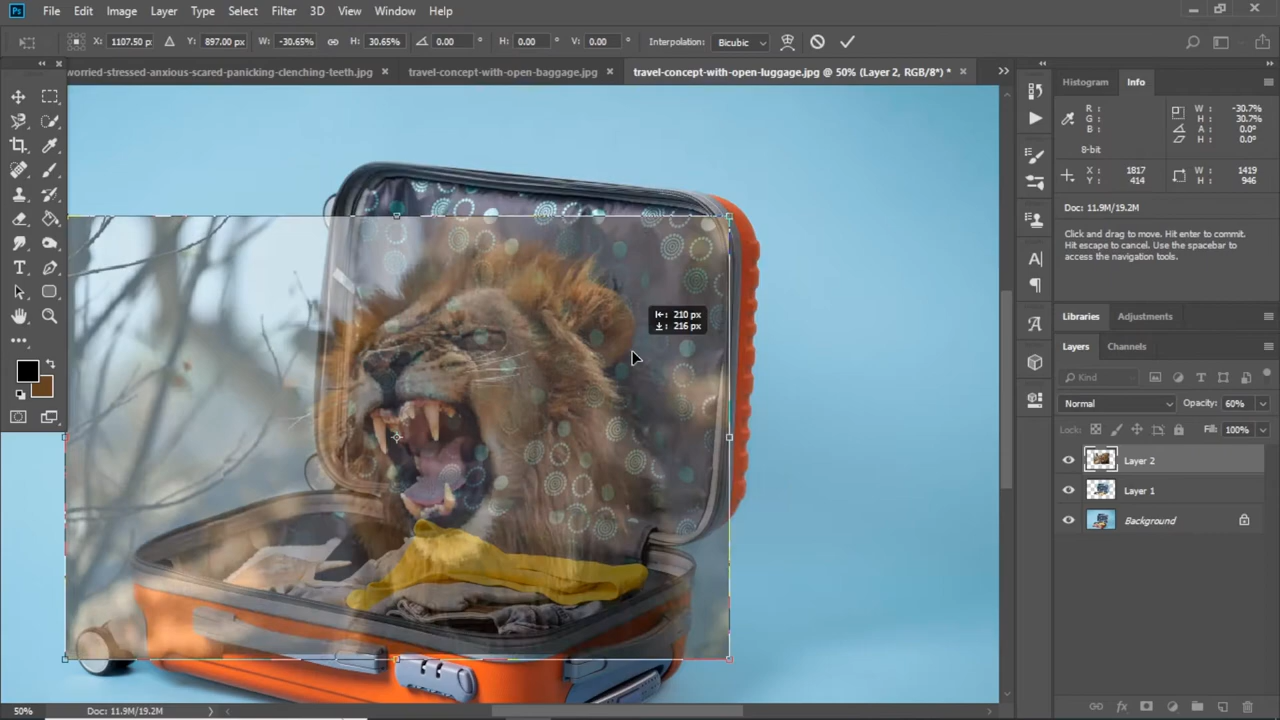 Ps File Edit Image Layer Type Select Filter 3D View Window Help
X: 1107.50 px Y: 897.00 px W: -30.65% H: 30.65% 0.00 ° H: 0.00 ° V: 0.00 ° Interpolation: Bicubic
worried-stressed-anxious-scared-panicking-clenching-teeth.jpg × travel-concept-with-open-baggage.jpg × travel-concept-with-open-luggage.jpg @ 50% (Layer 2, RGB/8*) * ×
Histogram Info
R: W: -30.7%
G: H: 30.7%
B: A: 0.0°
8-bit H: 0.0°
X: 1817 W: 1419
Y: 414 H: 946
Doc: 11.9M/19.2M
Click and drag to move. Hit enter to commit.
Hit escape to cancel. Use the spacebar to
access the navigation tools.
→: 210 px
↓: 216 px
Libraries Adjustments
Layers Channels
Kind
Normal Opacity: 60%
Lock: Fill: 100%
Layer 2
Layer 1
Background
50% Doc: 11.9M/19.2M